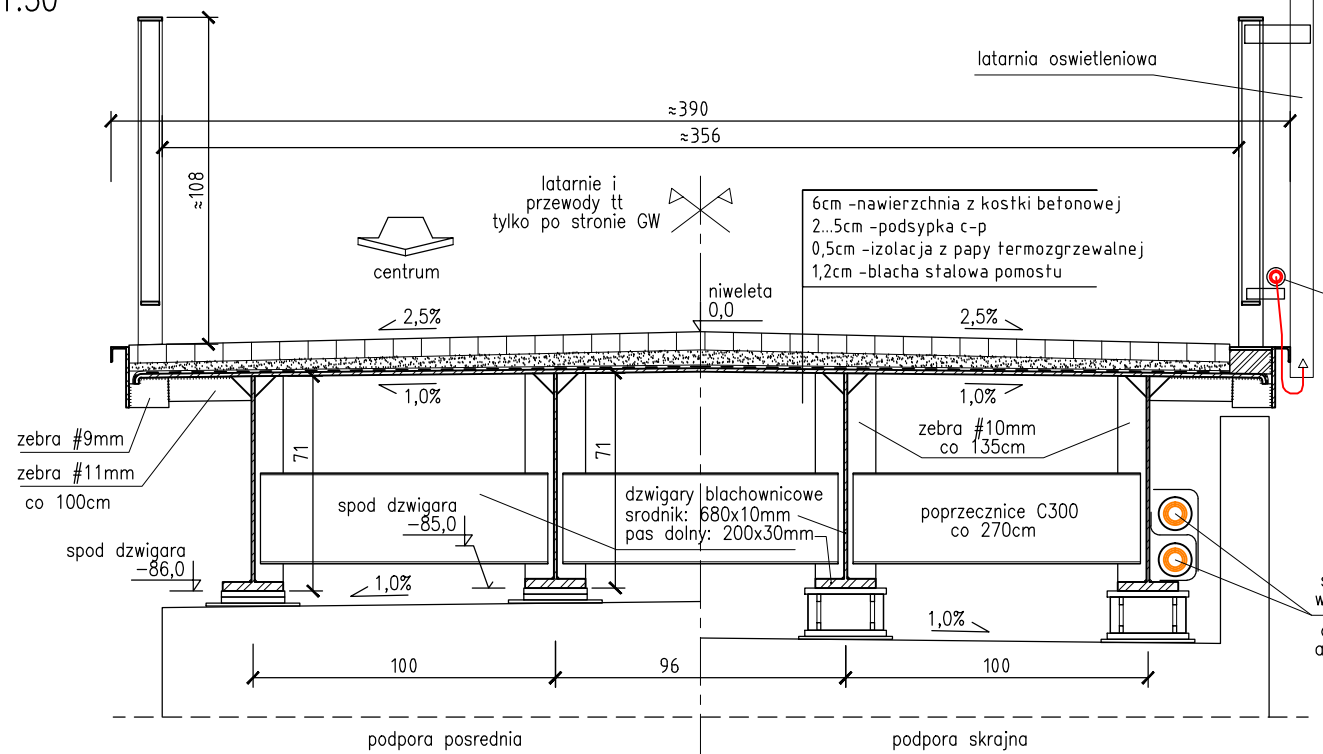 1:50
latarnia oswietleniowa
≈390
≈356
≈108
latarnie i
przewody tt
tylko po stronie GW
centrum
6cm -nawierzchnia z kostki betonowej
2...5cm -podsypka c-p
0,5cm -izolacja z papy termozgrzewalnej
1,2cm -blacha stalowa pomostu
niweleta
0,0
2,5%
2,5%
1,0%
1,0%
zebra #9mm
zebra #11mm
co 100cm
71
71
zebra #10mm
co 135cm
spod dzwigara
-85,0
dzwigary blachownicowe
srodnik: 680x10mm
pas dolny: 200x30mm
poprzecznice C300
co 270cm
spod dzwigara
-86,0
1,0%
1,0%
100
96
100
podpora posrednia
podpora skrajna